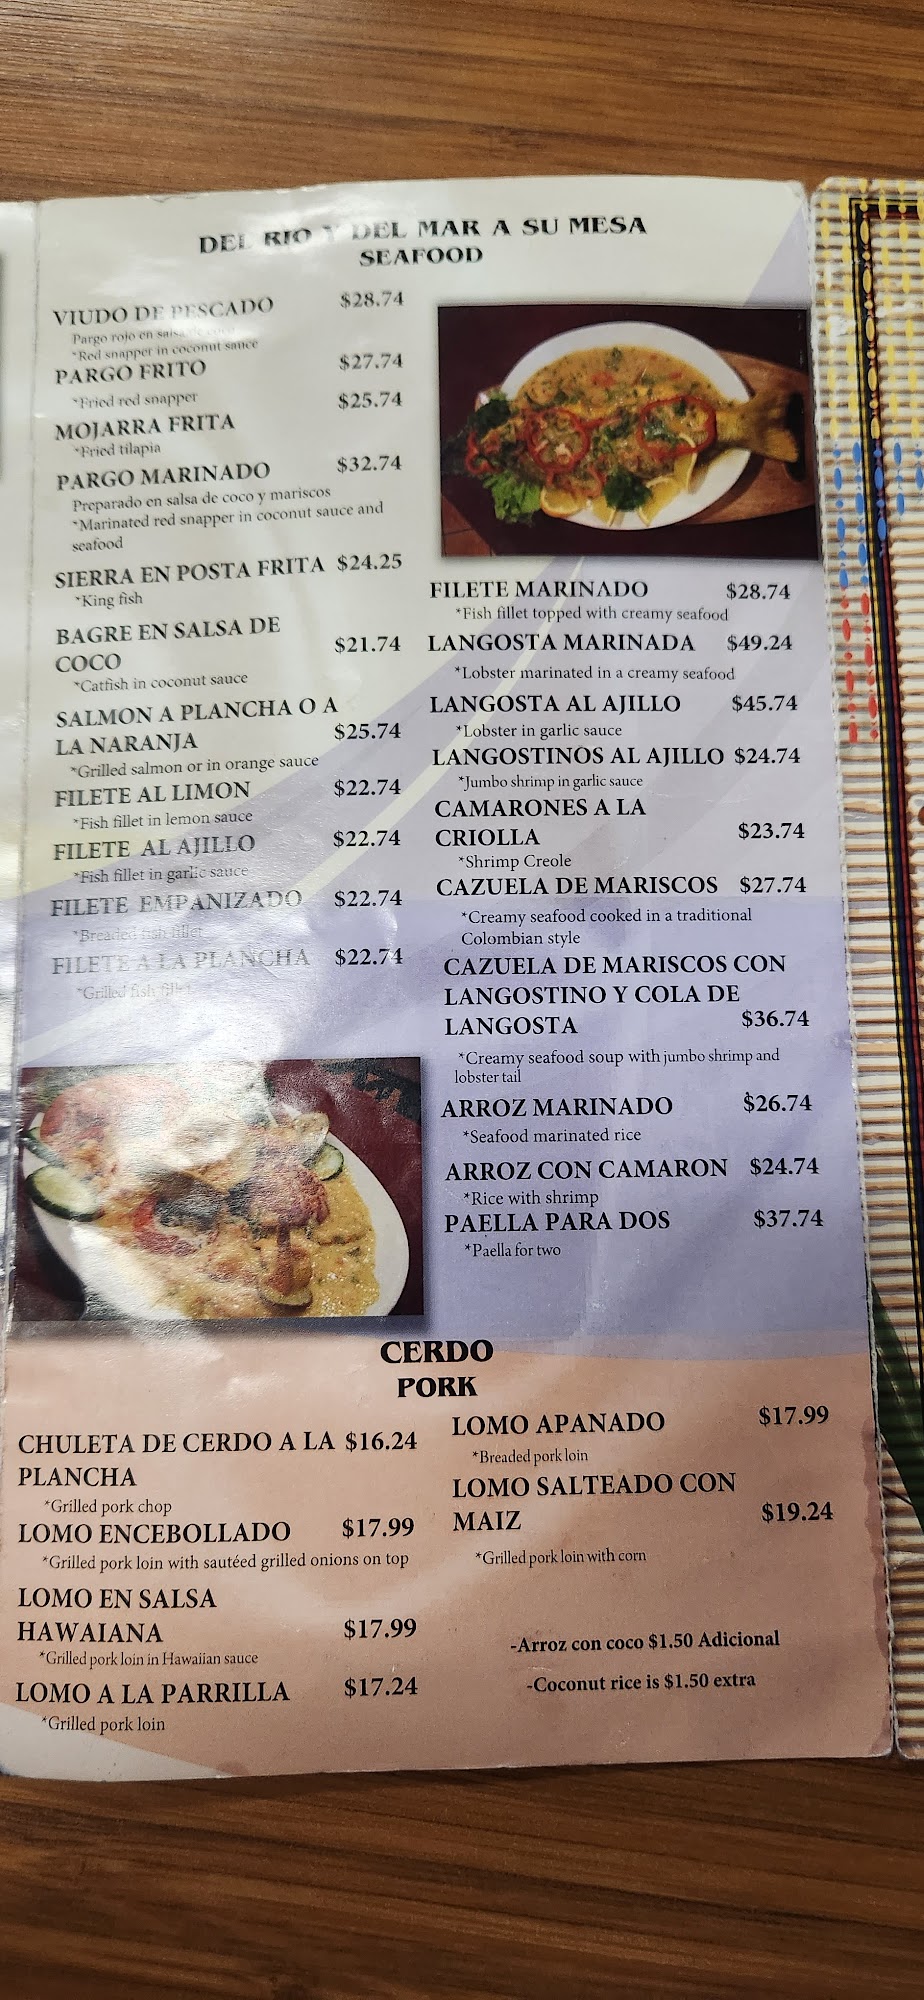 DEL RIO Y DEL MAR A SU MESA
SEAFOOD
VIUDO DE PESCADO $28.74
Pargo rojo en salsa de coco
*Red snapper in coconut sauce
PARGO FRITO $27.74
*Fried red snapper
MOJARRA FRITA $25.74
*Fried tilapia
PARGO MARINADO $32.74
Preparado en salsa de coco y mariscos
*Marinated red snapper in coconut sauce and
seafood
SIERRA EN POSTA FRITA $24.25
*King fish
BAGRE EN SALSA DE
COCO $21.74
*Catfish in coconut sauce
SALMON A PLANCHA O A
LA NARANJA $25.74
*Grilled salmon or in orange sauce
FILETE AL LIMON $22.74
*Fish fillet in lemon sauce
FILETE AL AJILLO $22.74
*Fish fillet in garlic sauce
FILETE EMPANIZADO $22.74
*Breaded fish fillet
FILETE A LA PLANCHA $22.74
*Grilled fish fillet
FILETE MARINADO $28.74
*Fish fillet topped with creamy seafood
LANGOSTA MARINADA $49.24
*Lobster marinated in a creamy seafood
LANGOSTA AL AJILLO $45.74
*Lobster in garlic sauce
LANGOSTINOS AL AJILLO $24.74
*Jumbo shrimp in garlic sauce
CAMARONES A LA
CRIOLLA $23.74
*Shrimp Creole
CAZUELA DE MARISCOS $27.74
*Creamy seafood cooked in a traditional
Colombian style
CAZUELA DE MARISCOS CON
LANGOSTINO Y COLA DE
LANGOSTA $36.74
*Creamy seafood soup with jumbo shrimp and
lobster tail
ARROZ MARINADO $26.74
*Seafood marinated rice
ARROZ CON CAMARON $24.74
*Rice with shrimp
PAELLA PARA DOS $37.74
*Paella for two
CERDO
PORK
CHULETA DE CERDO A LA $16.24
PLANCHA
*Grilled pork chop
LOMO ENCEBOLLADO $17.99
*Grilled pork loin with sautéed grilled onions on top
LOMO EN SALSA
HAWAIANA $17.99
*Grilled pork loin in Hawaiian sauce
LOMO A LA PARRILLA $17.24
*Grilled pork loin
LOMO APANADO $17.99
*Breaded pork loin
LOMO SALTEADO CON
MAIZ $19.24
*Grilled pork loin with corn
-Arroz con coco $1.50 Adicional
-Coconut rice is $1.50 extra